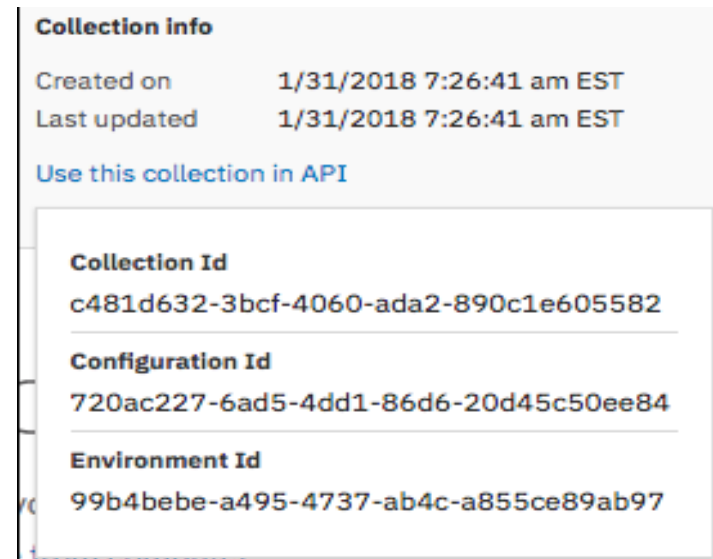 Collection info
Created on 1/31/2018 7:26:41 am EST
Last updated 1/31/2018 7:26:41 am EST
Use this collection in API
Collection Id
c481d632-3bcf-4060-ada2-890c1e605582
Configuration Id
720ac227-6ad5-4dd1-86d6-20d45c50ee84
Environment Id
99b4bebe-a495-4737-ab4c-a855ce89ab97